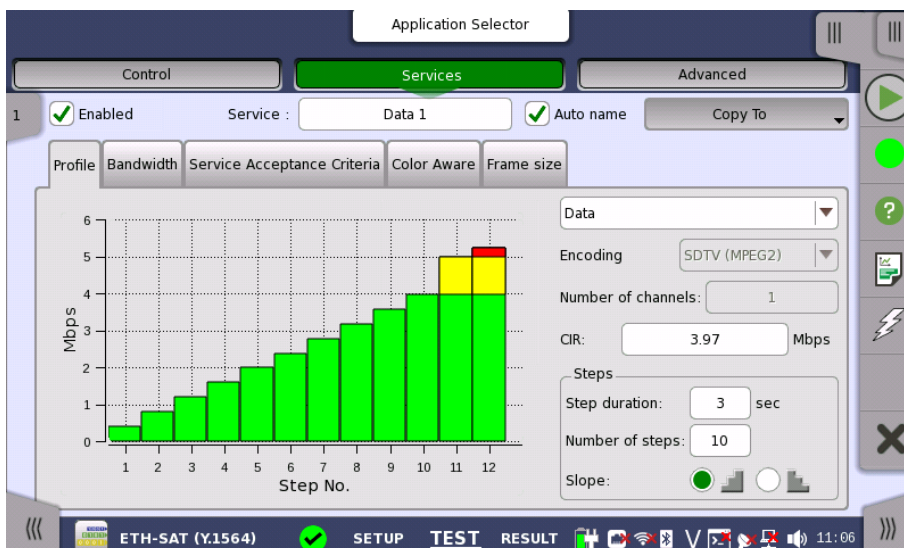 Application Selector
Control
Services
Advanced
1
Enabled
Service :
Data 1
Auto name
Copy To
Profile
Bandwidth
Service Acceptance Criteria
Color Aware
Frame size
6
5
4
3
2
1
0
Mbps
1 2 3 4 5 6 7 8 9 10 11 12
Step No.
Data
Encoding
SDTV (MPEG2)
Number of channels:
1
CIR:
3.97
Mbps
Steps
Step duration:
3
sec
Number of steps:
10
Slope:
ETH-SAT (Y.1564)
SETUP
TEST
RESULT
V
11:06